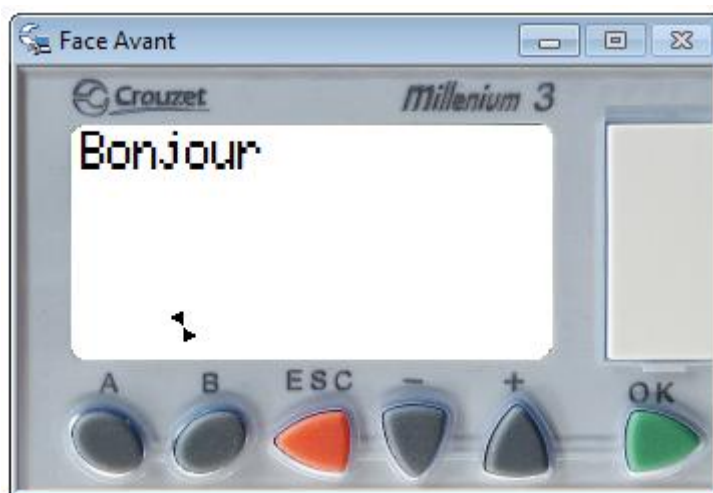 Face Avant
Crouzet Millenium 3
Bonjour
A B ESC - + OK